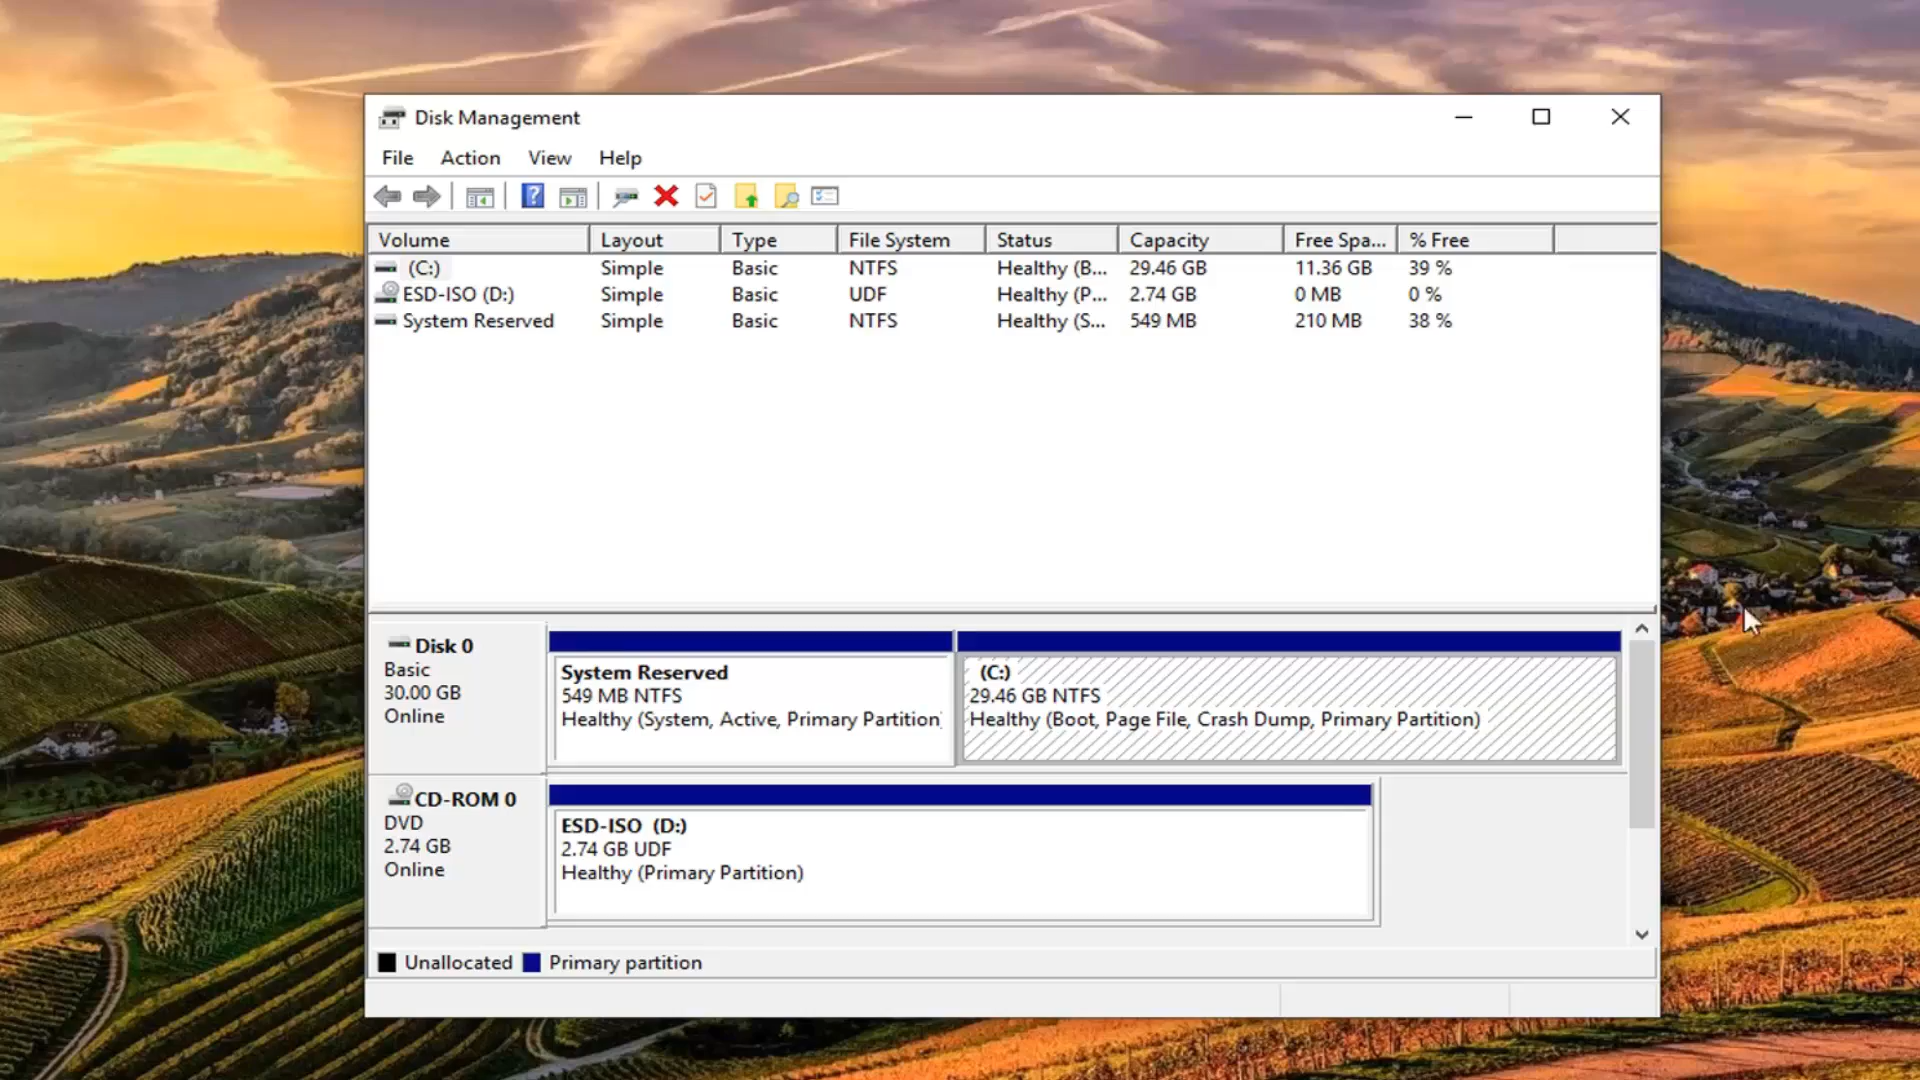 Disk Management
File Action View Help
Volume Layout Type File System Status Capacity Free Spa... % Free
(C:) Simple Basic NTFS Healthy (B... 29.46 GB 11.36 GB 39 %
ESD-ISO (D:) Simple Basic UDF Healthy (P... 2.74 GB 0 MB 0 %
System Reserved Simple Basic NTFS Healthy (S... 549 MB 210 MB 38 %
Disk 0
Basic
30.00 GB
Online
System Reserved
549 MB NTFS
Healthy (System, Active, Primary Partition)
(C:)
29.46 GB NTFS
Healthy (Boot, Page File, Crash Dump, Primary Partition)
CD-ROM 0
DVD
2.74 GB
Online
ESD-ISO (D:)
2.74 GB UDF
Healthy (Primary Partition)
Unallocated Primary partition